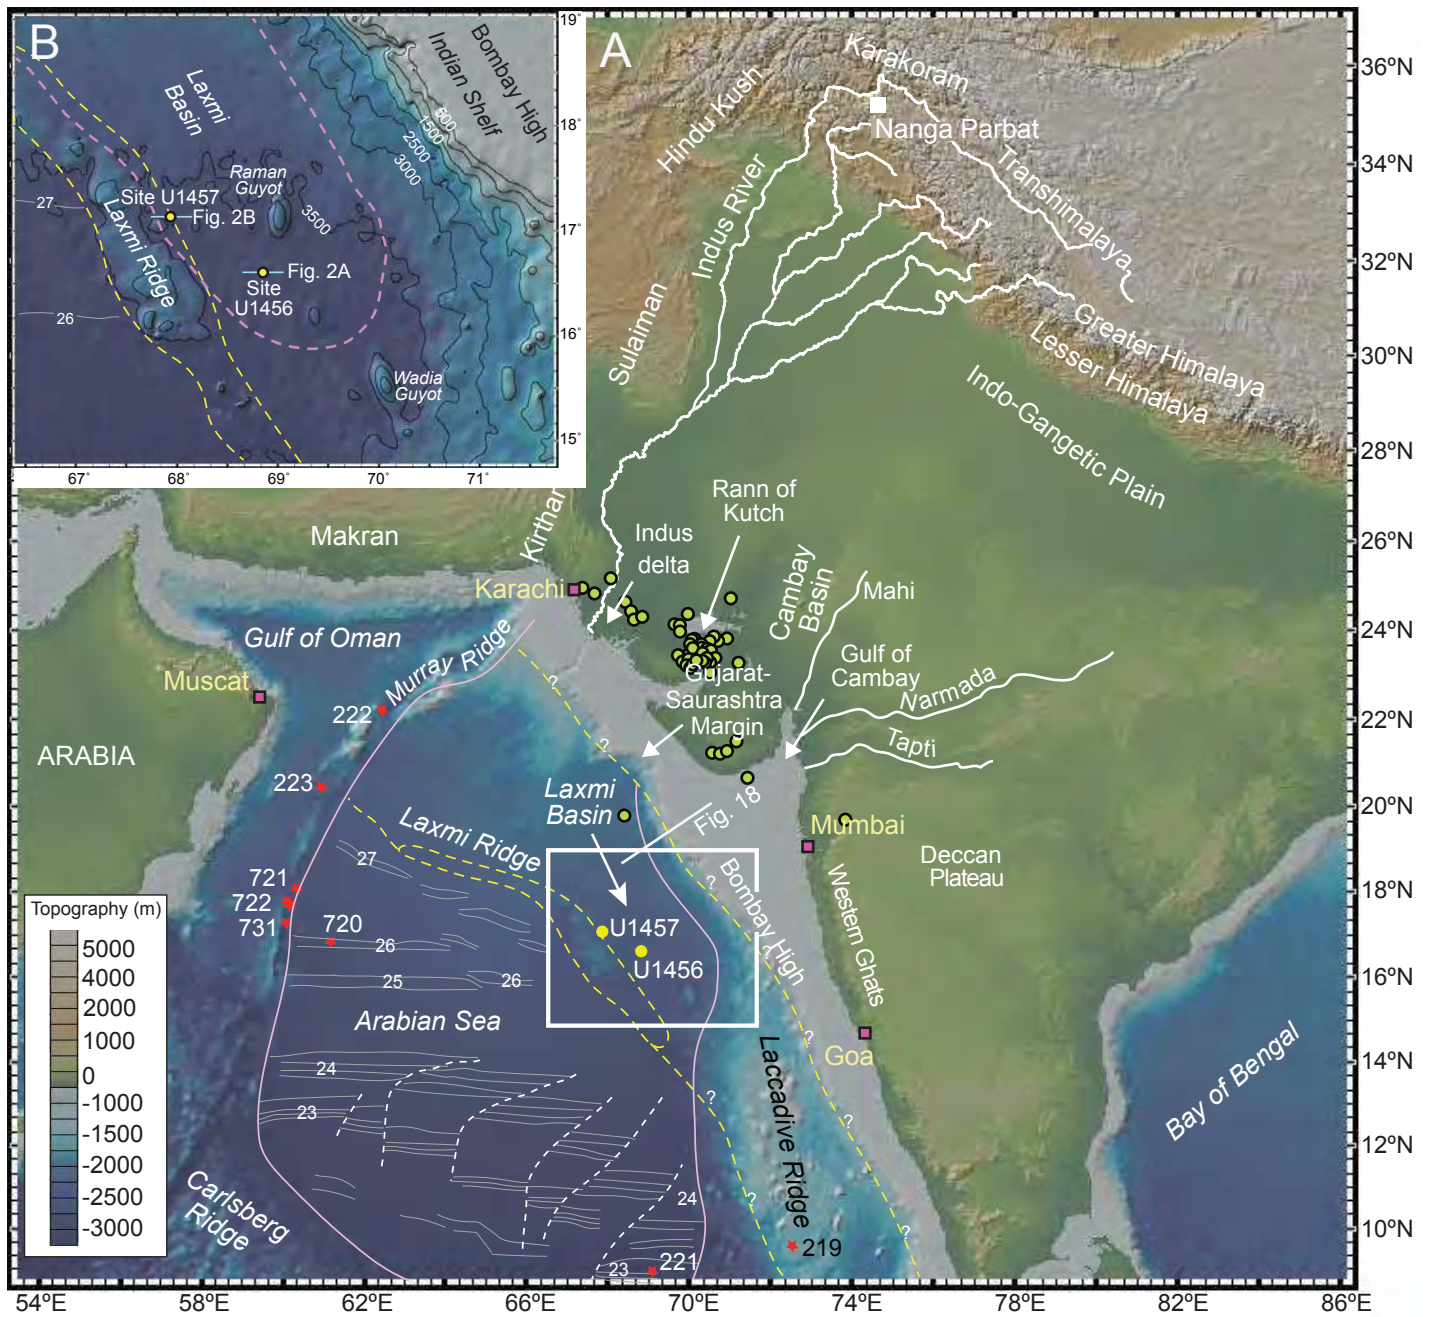 B
Laxmi
Basin
Bombay High
Indian Shelf
800
1500
2500
3000
3500
Raman
Guyot
27
Site U1457
Fig. 2B
Laxmi Ridge
Fig. 2A
Site
U1456
26
Wadia
Guyot
19°
18°
17°
16°
15°
67°
68°
69°
70°
71°
A
Karakoram
Hindu Kush
Nanga Parbat
Transhimalaya
Indus River
Sulaiman
Greater Himalaya
Lesser Himalaya
Indo-Gangetic Plain
36°N
34°N
32°N
30°N
28°N
26°N
24°N
22°N
20°N
18°N
16°N
14°N
12°N
10°N
Makran
Kirthar
Rann of
Kutch
Indus
delta
Karachi
Cambay
Basin
Mahi
Gulf of Oman
Murray Ridge
Muscat
222
Gujarat-
Saurashtra
Margin
Gulf of
Cambay
Narmada
Tapti
ARABIA
223
?
?
Laxmi
Basin
Fig. 18
Laxmi Ridge
Mumbai
Deccan
Plateau
27
721
722
731
720
26
25
26
U1457
U1456
Bombay High
?
?
Western Ghats
Arabian Sea
Goa
?
24
23
Laccadive Ridge
?
?
Bay of Bengal
Carlsberg
Ridge
24
?
?
219
221
23
Topography (m)
5000
4000
2000
1000
0
-1000
-1500
-2000
-2500
-3000
54°E
58°E
62°E
66°E
70°E
74°E
78°E
82°E
86°E